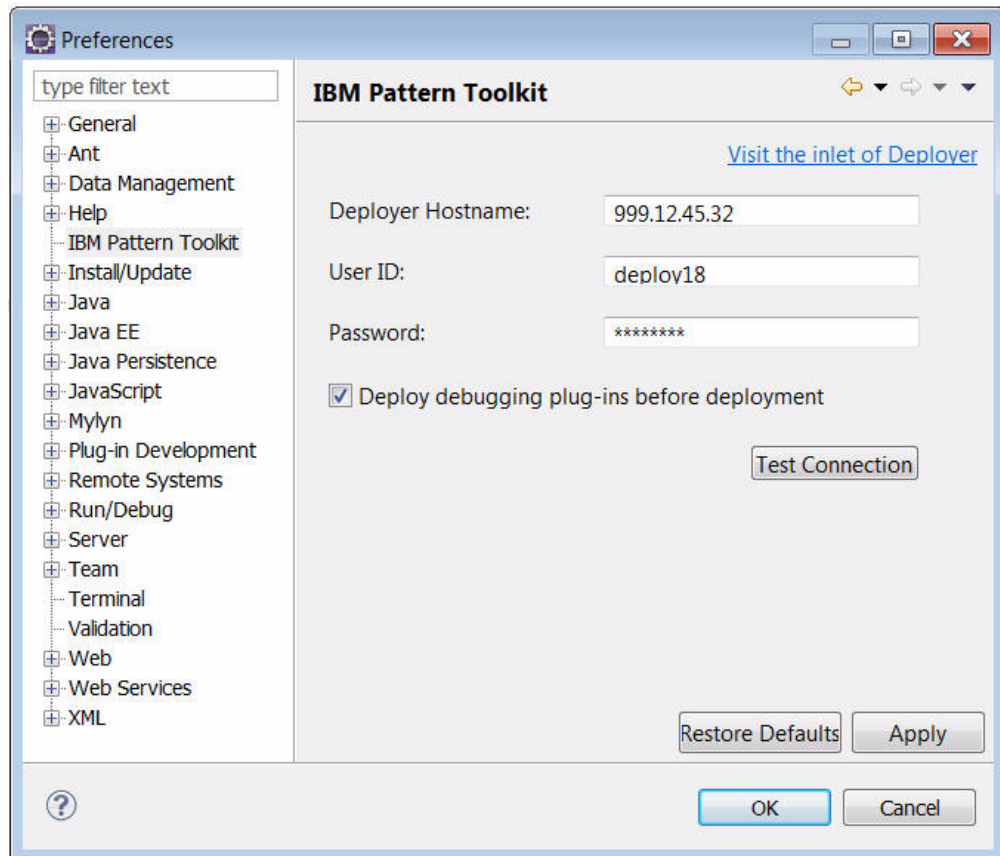 Preferences
type filter text
General
Ant
Data Management
Help
IBM Pattern Toolkit
Install/Update
Java
Java EE
Java Persistence
JavaScript
Mylyn
Plug-in Development
Remote Systems
Run/Debug
Server
Team
Terminal
Validation
Web
Web Services
XML
IBM Pattern Toolkit
Visit the inlet of Deployer
Deployer Hostname: 999.12.45.32
User ID: deploy18
Password: ********
Deploy debugging plug-ins before deployment
Test Connection
Restore Defaults Apply
? OK Cancel